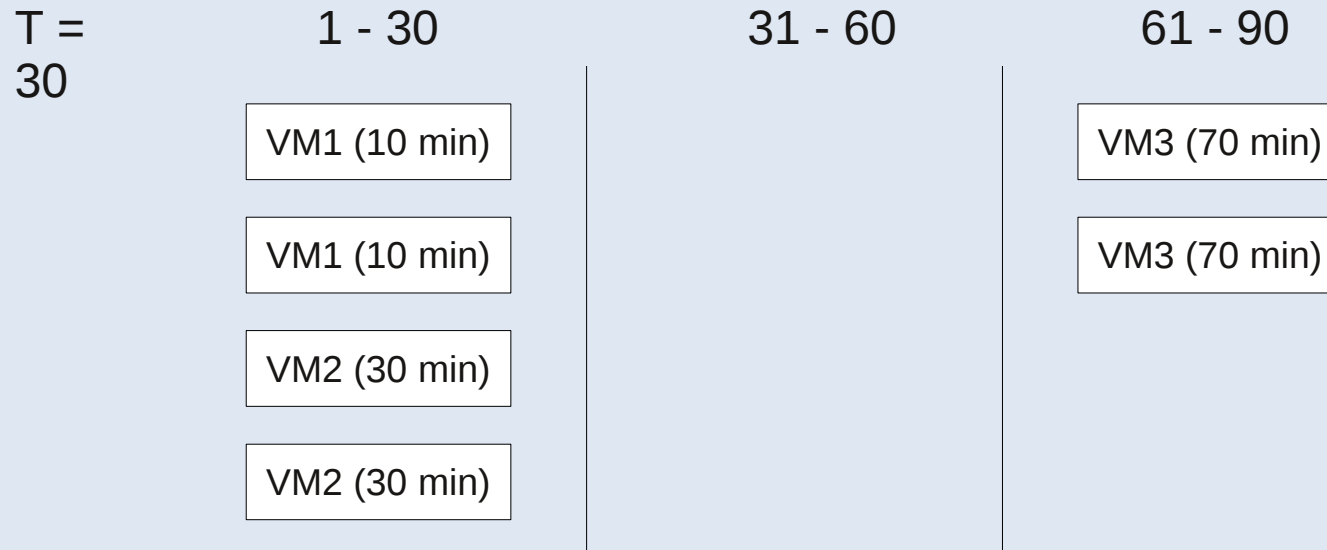 T =
30
1 - 30
31 - 60
61 - 90
VM1 (10 min)
VM3 (70 min)
VM1 (10 min)
VM3 (70 min)
VM2 (30 min)
VM2 (30 min)